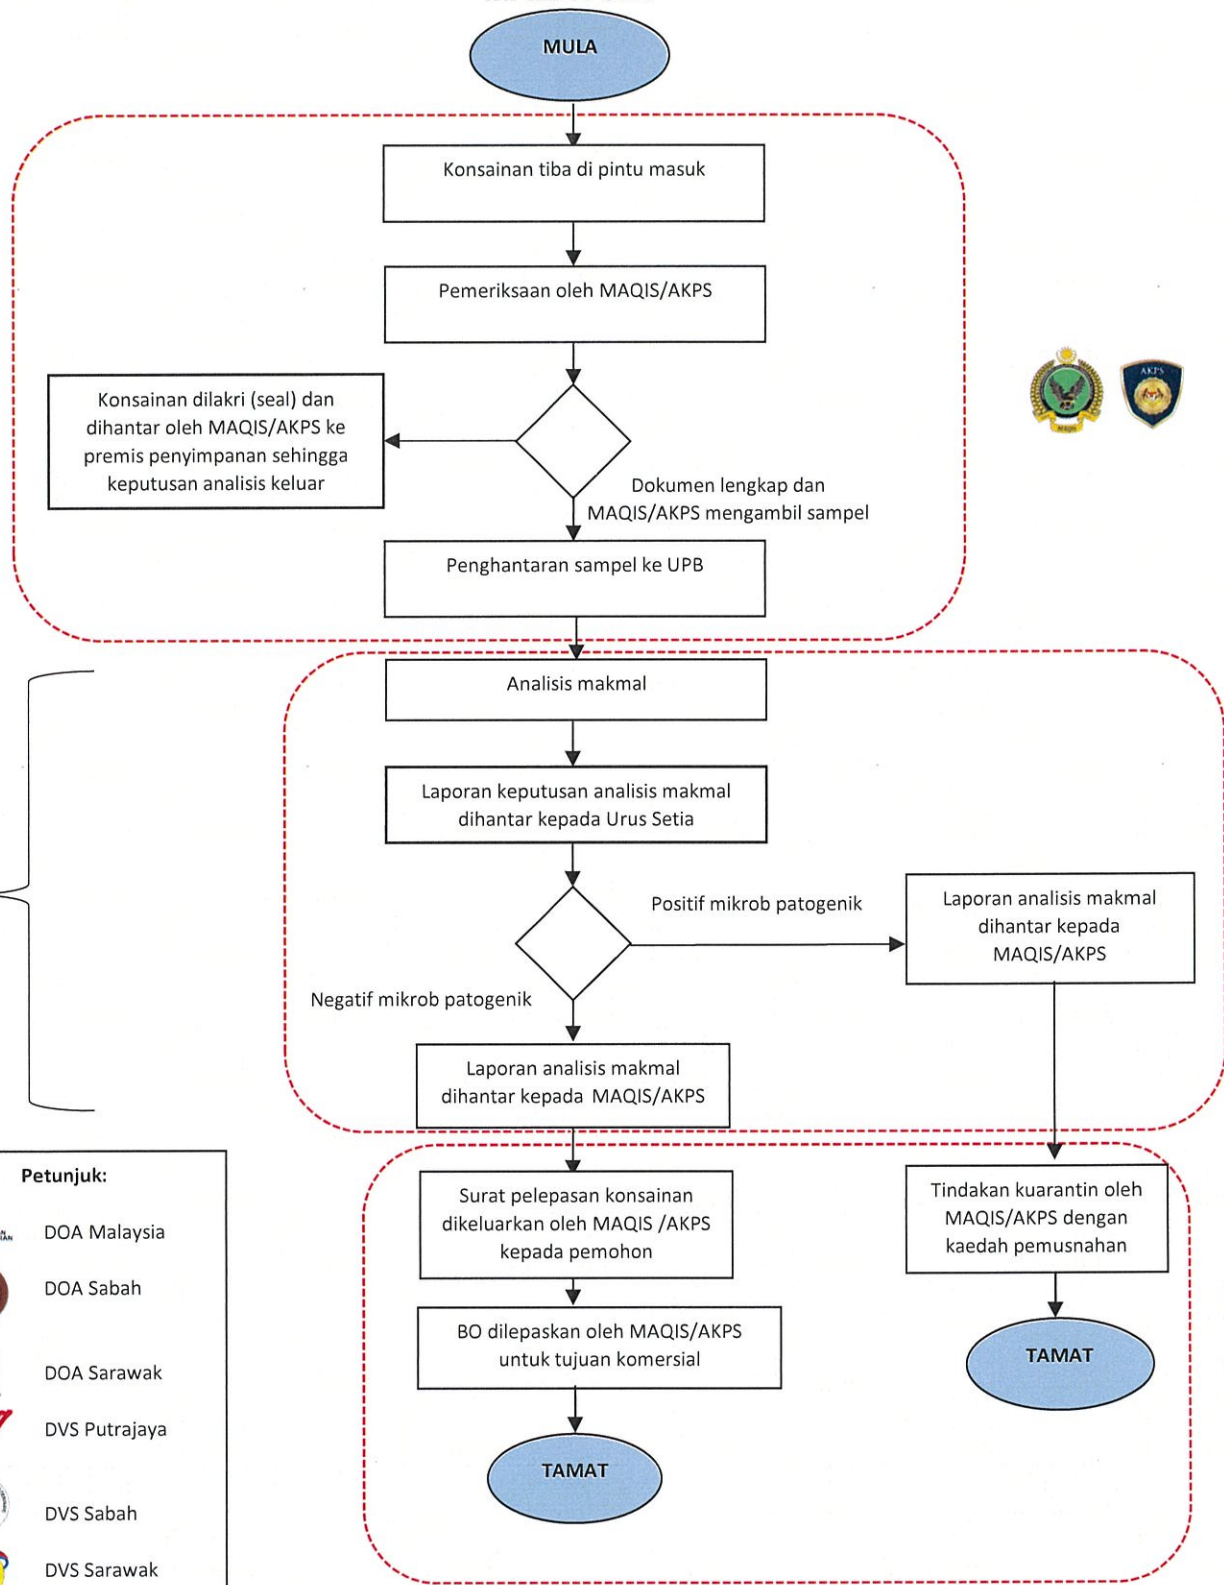 MULA
Konsainan tiba di pintu masuk
Pemeriksaan oleh MAQIS/AKPS
Konsainan dilakri (seal) dan
dihantar oleh MAQIS/AKPS ke
premis penyimpanan sehingga
keputusan analisis keluar
AKPS
MAQIS
Dokumen lengkap dan
MAQIS/AKPS mengambil sampel
Penghantaran sampel ke UPB
Analisis makmal
Laporan keputusan analisis makmal
dihantar kepada Urus Setia
Positif mikrob patogenik
Laporan analisis makmal
dihantar kepada
MAQIS/AKPS
Negatif mikrob patogenik
Laporan analisis makmal
dihantar kepada MAQIS/AKPS
Surat pelepasan konsainan
dikeluarkan oleh MAQIS /AKPS
kepada pemohon
Tindakan kuarantin oleh
MAQIS/AKPS dengan
kaedah pemusnahan
BO dilepaskan oleh MAQIS/AKPS
untuk tujuan komersial
TAMAT
TAMAT
Petunjuk:
DOA Malaysia
DOA Sabah
DOA Sarawak
DVS Putrajaya
DVS Sabah
DVS Sarawak